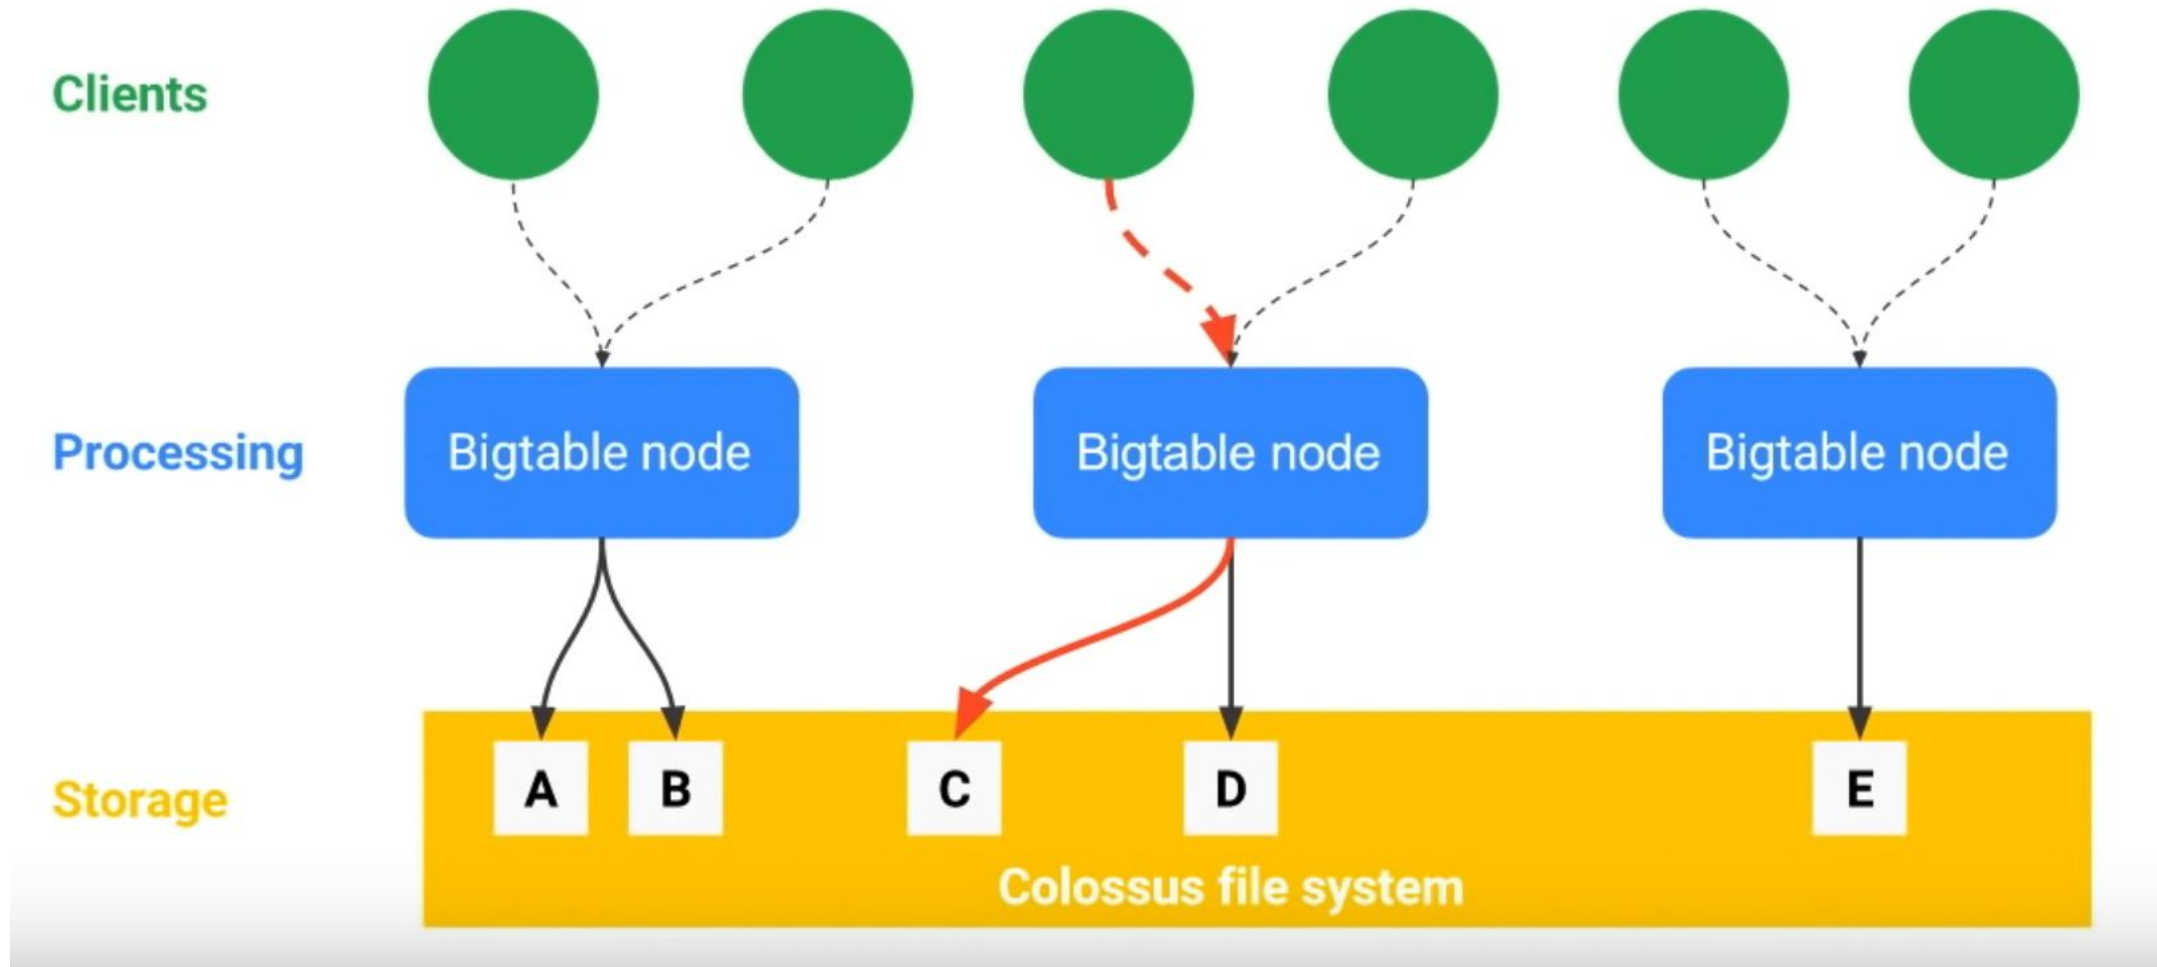 Clients
Processing
Bigtable node
Bigtable node
Bigtable node
Storage
A
B
C
D
E
Colossus file system